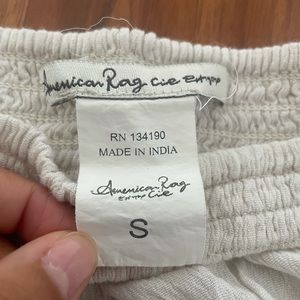 American Rag Cie
RN 134190
MADE IN INDIA
American Rag
Cie
S